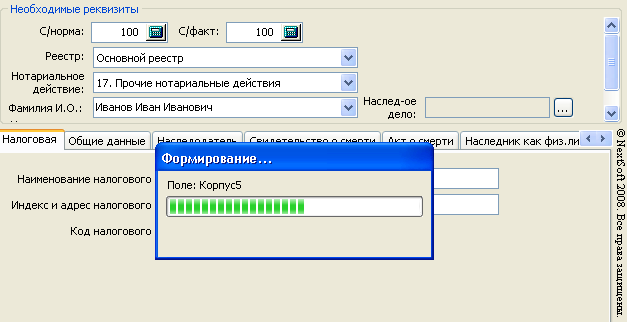 Необходимые реквизиты
С/норма: 100 С/факт: 100
Реестр: Основной реестр
Нотариальное действие: 17. Прочие нотариальные действия
Фамилия И.О.: Иванов Иван Иванович
Наслед-ое дело: ...
Налоговая Общие данные Наследодатель Свидетельство о смерти Акт о смерти Наследник как физ.ли
Формирование...
Поле: Корпус5
Наименование налогового
Индекс и адрес налогового
Код налогового
© NextSoft 2008. Все права защищены.